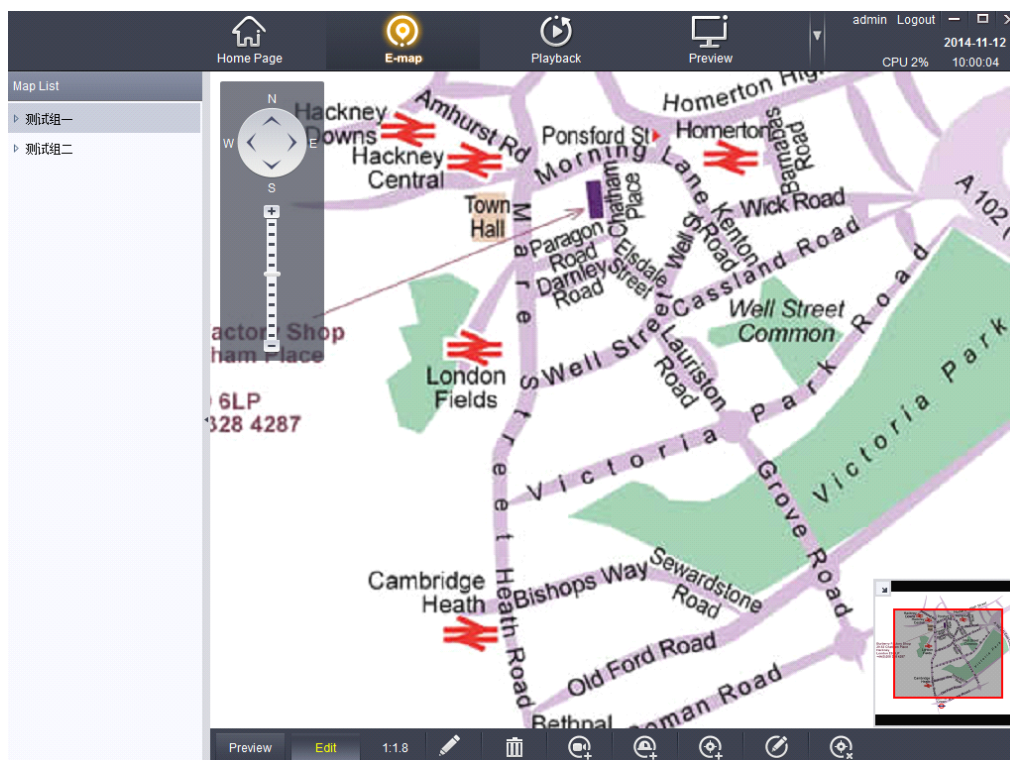 admin Logout
2014-11-12
CPU 2% 10:00:04
Home Page
E-map
Playback
Preview
Map List
测试组一
测试组二
N
W
E
S
Hackney
Downs
Amhurst Rd
Hackney
Central
Ponsford St
Homerton
Homerton High
Barnabas
Road
Morning Lane
Town
Hall
Chatham
Place
Paragon
Road
Darnley
Road
Elsdale
Street
Well S
Kenton
Road
Wick Road
A 102 (
Cassland Road
Mare Street
Well Street
Well Street
Common
Lauriston
Road
Victoria Park Road
Victoria Park
Grove Road
London
Fields
actory Shop
ham Place
6LP
328 4287
Cambridge
Heath
Heath Road
Bishops Way
Sewardstone
Road
Old Ford Road
oman Road
Bethnal
Preview
Edit
1:1.8